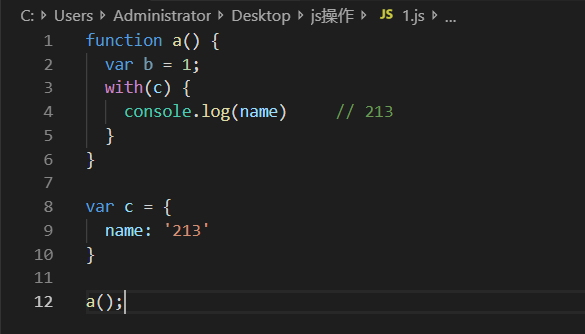 C: > Users > Administrator > Desktop > js操作 > JS 1.js > ...
1 function a() {
2 var b = 1;
3 with(c) {
4 console.log(name) // 213
5 }
6 }
7
8 var c = {
9 name: '213'
10 }
11
12 a();